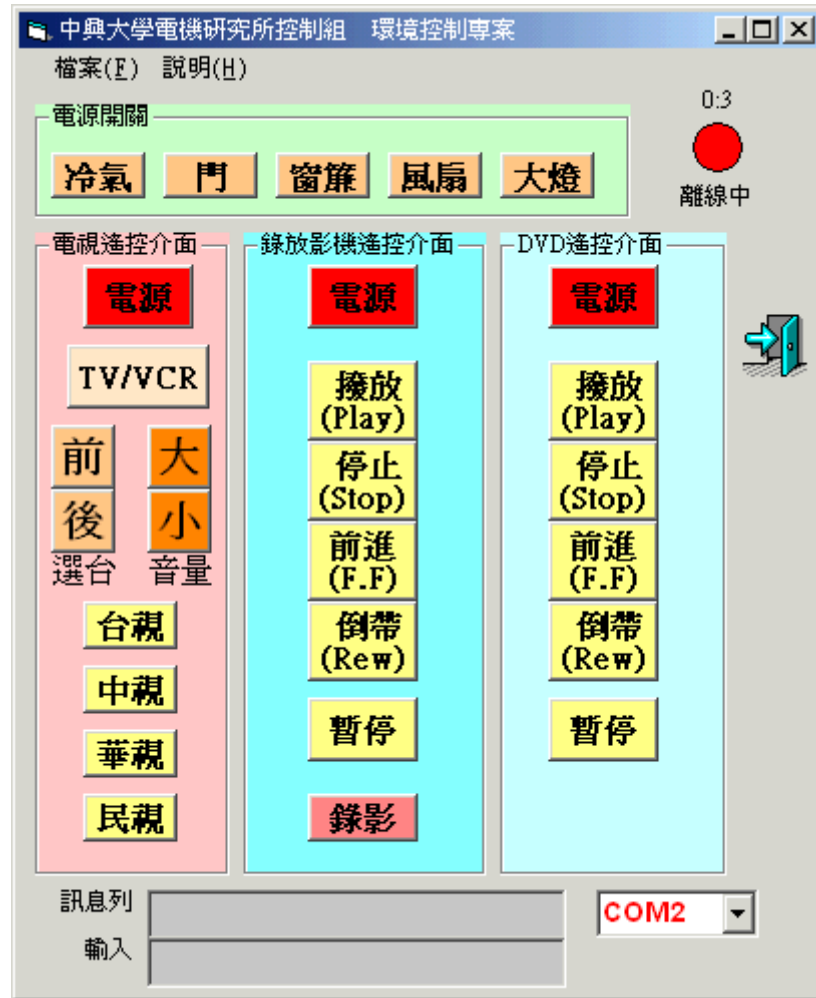 中興大學電機研究所控制組 環境控制專案
檔案(F) 說明(H)
0:3
電源開關
冷氣 門 窗簾 風扇 大燈
離線中
電視遙控介面
電源
TV/VCR
前 大
後 小
選台 音量
台視
中視
華視
民視
錄放影機遙控介面
電源
撥放
(Play)
停止
(Stop)
前進
(F.F)
倒帶
(Rew)
暫停
錄影
DVD遙控介面
電源
撥放
(Play)
停止
(Stop)
前進
(F.F)
倒帶
(Rew)
暫停
訊息列
COM2
輸入